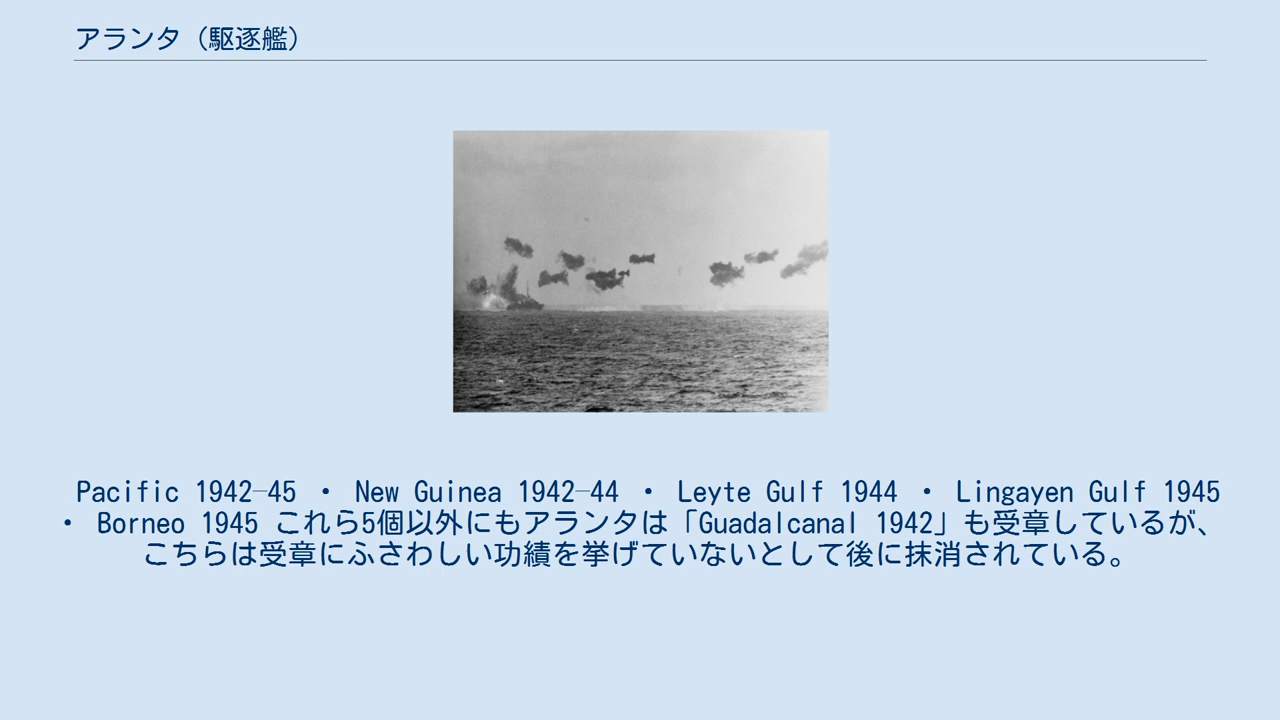 アランタ（駆逐艦）
Pacific 1942–45 ・ New Guinea 1942–44 ・ Leyte Gulf 1944 ・ Lingayen Gulf 1945
・ Borneo 1945 これら5個以外にもアランタは「Guadalcanal 1942」も受章しているが、
こちらは受章にふさわしい功績を挙げていないとして後に抹消されている。